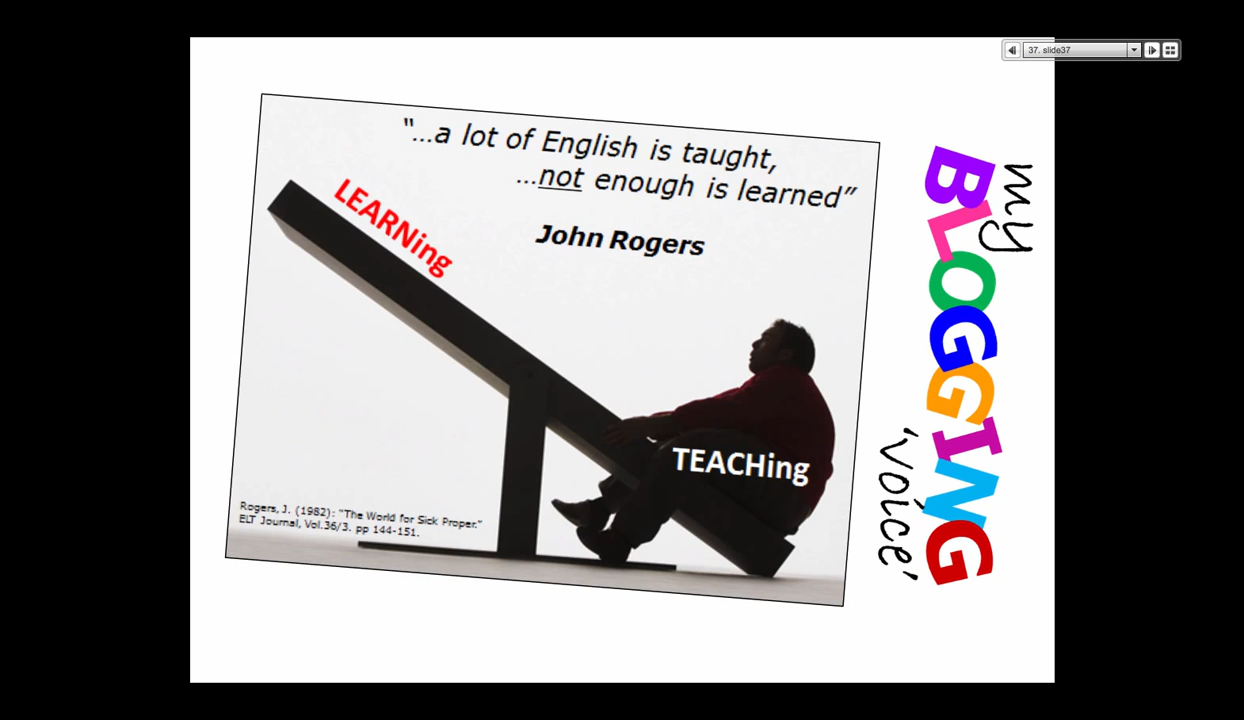 37. slide37
“...a lot of English is taught,
...not enough is learned”
John Rogers
LEARNing
TEACHing
Rogers, J. (1982): “The World for Sick Proper.”
ELT Journal, Vol.36/3. pp 144-151.
my
BLOGGING
'voice'